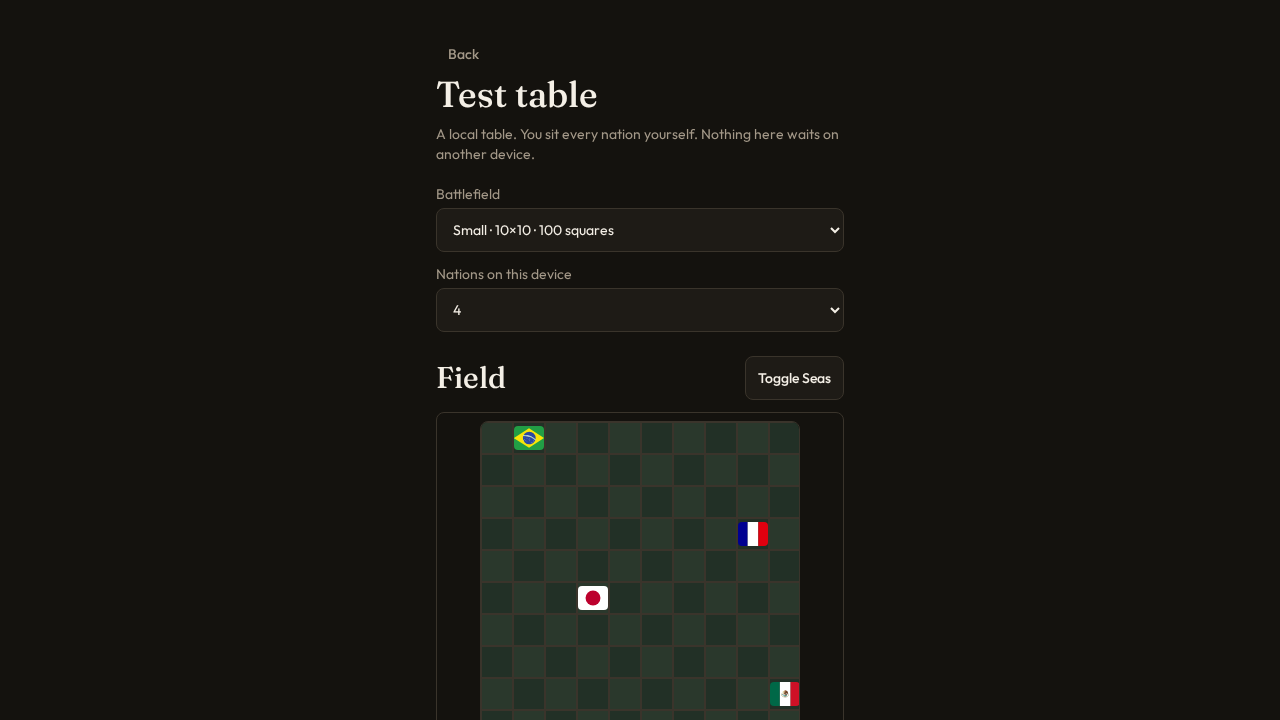 Back
Test table
A local table. You sit every nation yourself. Nothing here waits on
another device.
Battlefield
Small · 10×10 · 100 squares
Nations on this device
4
Field
Toggle Seas